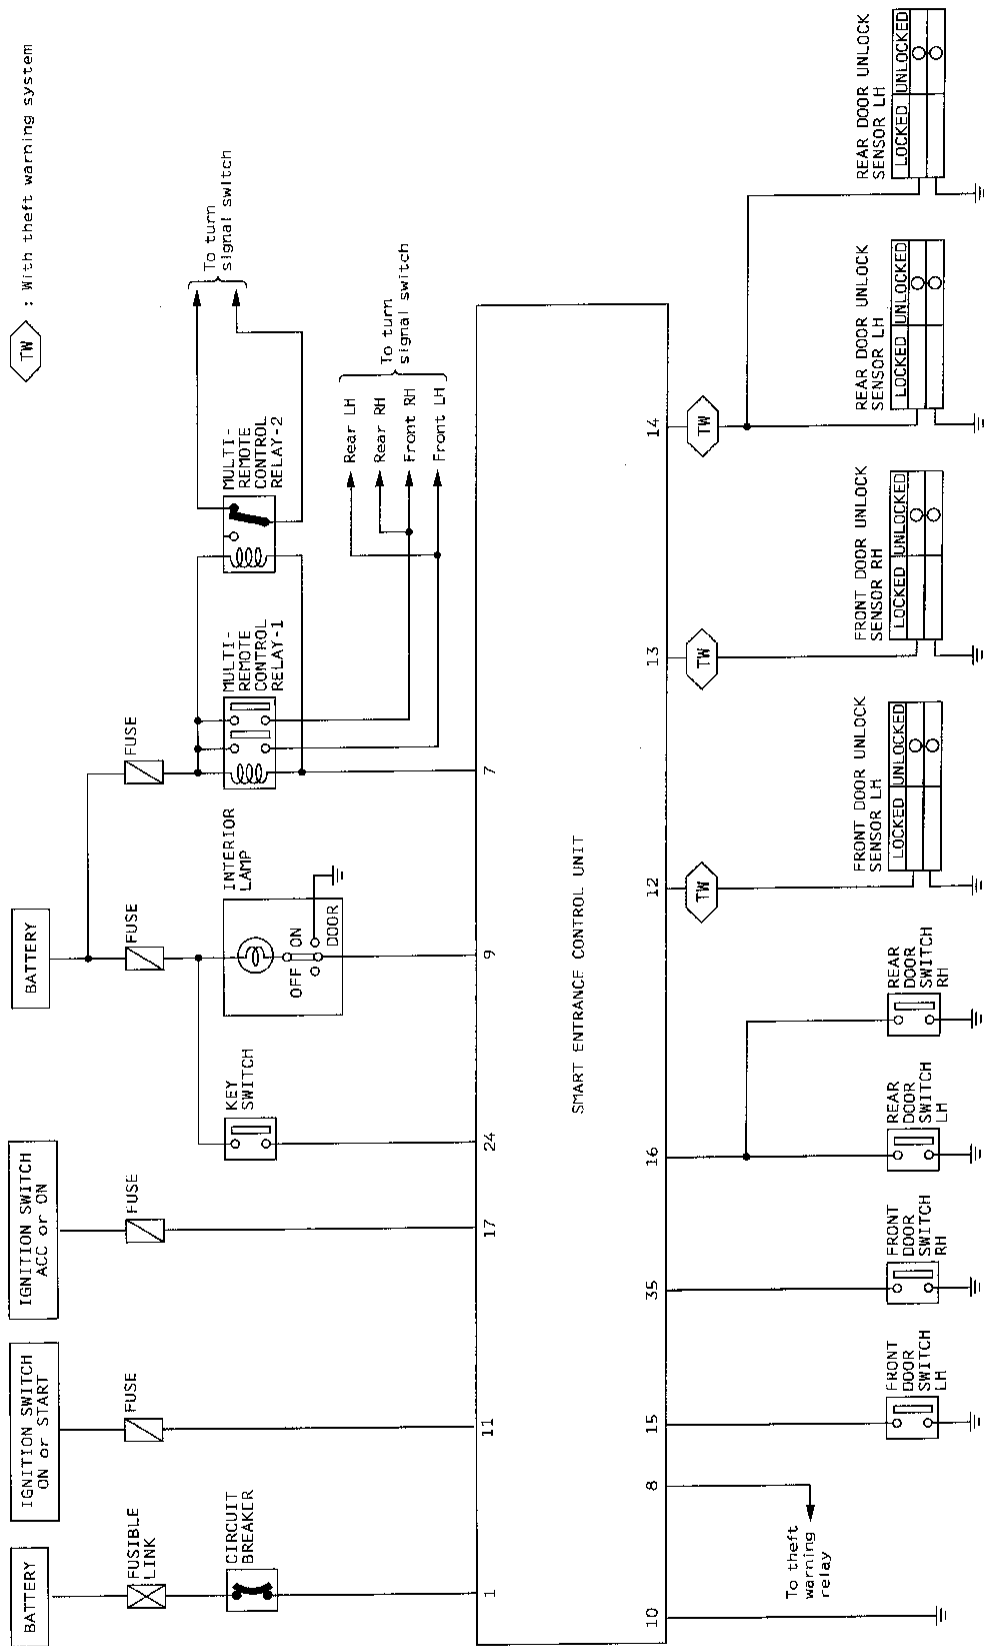 BATTERY
IGNITION SWITCH
ON or START
IGNITION SWITCH
ACC or ON
BATTERY
TW : With theft warning system
FUSIBLE
LINK
FUSE
FUSE
FUSE
FUSE
CIRCUIT
BREAKER
KEY
SWITCH
INTERIOR
LAMP
OFF
ON
DOOR
MULTI-
REMOTE
CONTROL
RELAY-1
MULTI-
REMOTE
CONTROL
RELAY-2
To turn
signal switch
Rear LH
Rear RH
Front RH
Front LH
To turn
signal switch
1
11
17
24
9
7
SMART ENTRANCE CONTROL UNIT
10
8
15
35
16
12
13
14
TW
TW
TW
To theft
warning
relay
FRONT
DOOR
SWITCH
LH
FRONT
DOOR
SWITCH
RH
REAR
DOOR
SWITCH
LH
REAR
DOOR
SWITCH
RH
FRONT DOOR UNLOCK
SENSOR LH
LOCKED UNLOCKED
FRONT DOOR UNLOCK
SENSOR RH
LOCKED UNLOCKED
REAR DOOR UNLOCK
SENSOR LH
LOCKED UNLOCKED
REAR DOOR UNLOCK
SENSOR LH
LOCKED UNLOCKED